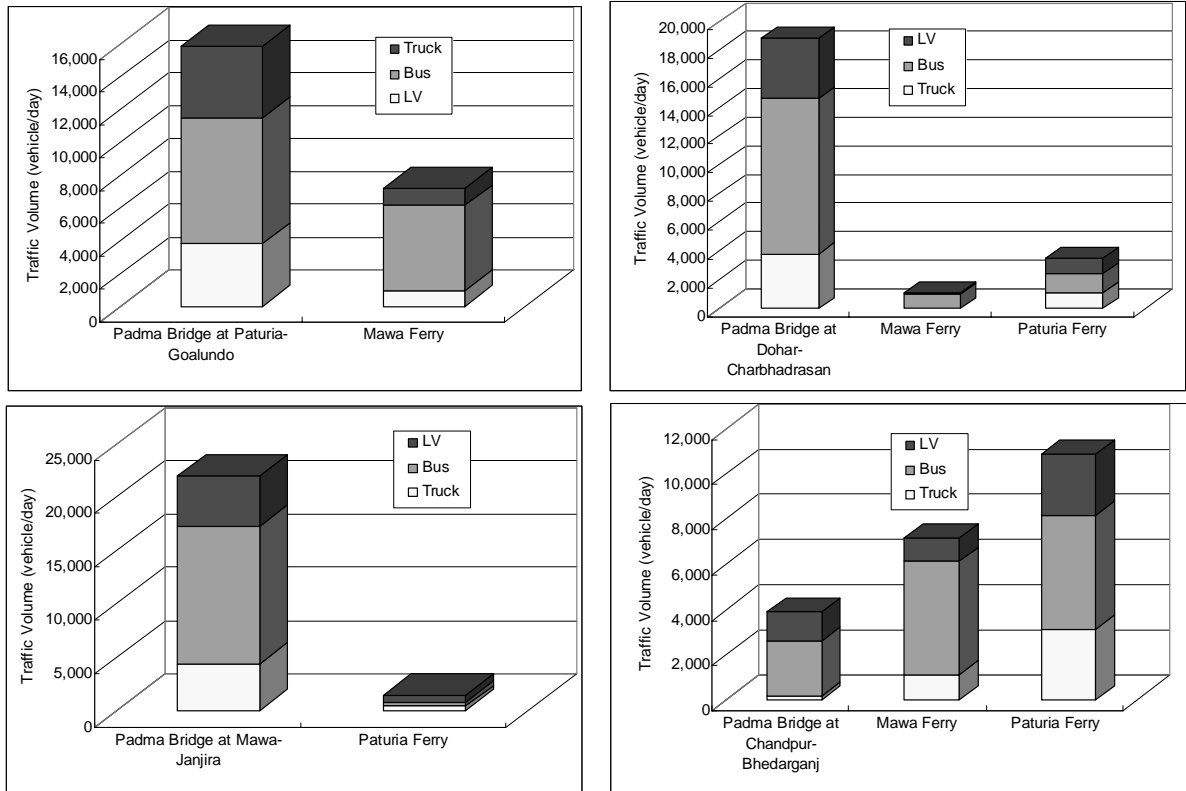 16,000
14,000
12,000
10,000
8,000
6,000
4,000
2,000
0
Traffic Volume (vehicle/day)
Truck
Bus
LV
Padma Bridge at Paturia-
Goalundo
Mawa Ferry
20,000
18,000
16,000
14,000
12,000
10,000
8,000
6,000
4,000
2,000
0
Traffic Volume (vehicle/day)
LV
Bus
Truck
Padma Bridge at
Dohar-
Charbhadrasan
Mawa Ferry
Paturia Ferry
25,000
20,000
15,000
10,000
5,000
0
Traffic Volume (vehicle/day)
LV
Bus
Truck
Padma Bridge at Mawa-
Janjira
Paturia Ferry
12,000
10,000
8,000
6,000
4,000
2,000
0
Traffic Volume (vehicle/day)
LV
Bus
Truck
Padma Bridge at
Chandpur-
Bhedarganj
Mawa Ferry
Paturia Ferry